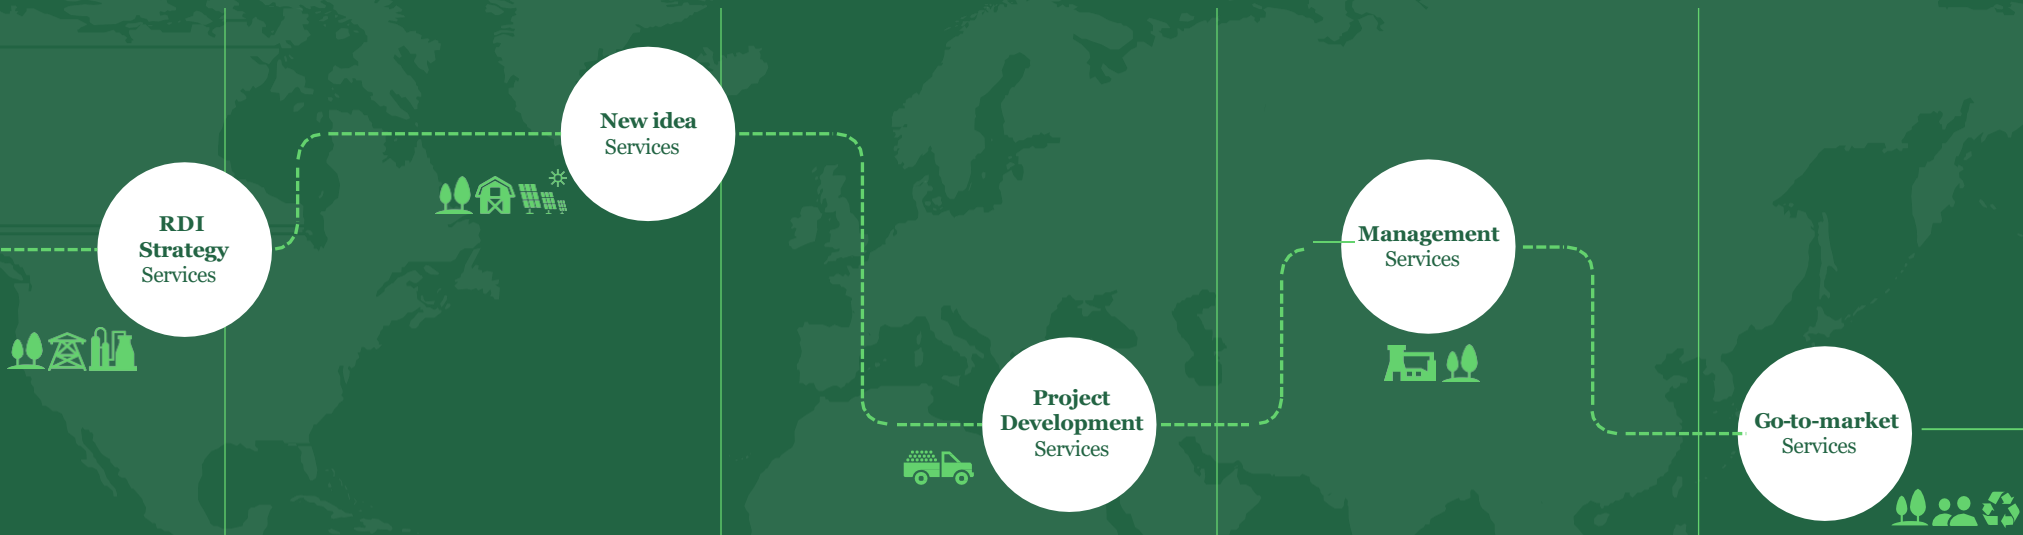 RDI
Strategy
Services
New idea
Services
Project
Development
Services
Management
Services
Go-to-market
Services